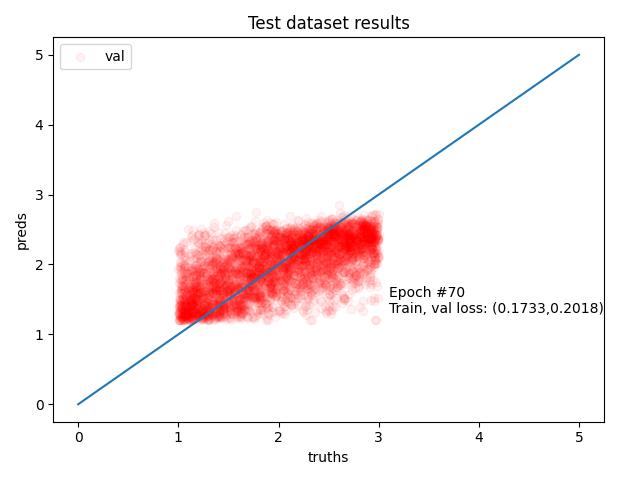 Test dataset results
val
5
4
3
2
1
0
preds
Epoch #70
Train, val loss: (0.1733,0.2018)
0 1 2 3 4 5
truths